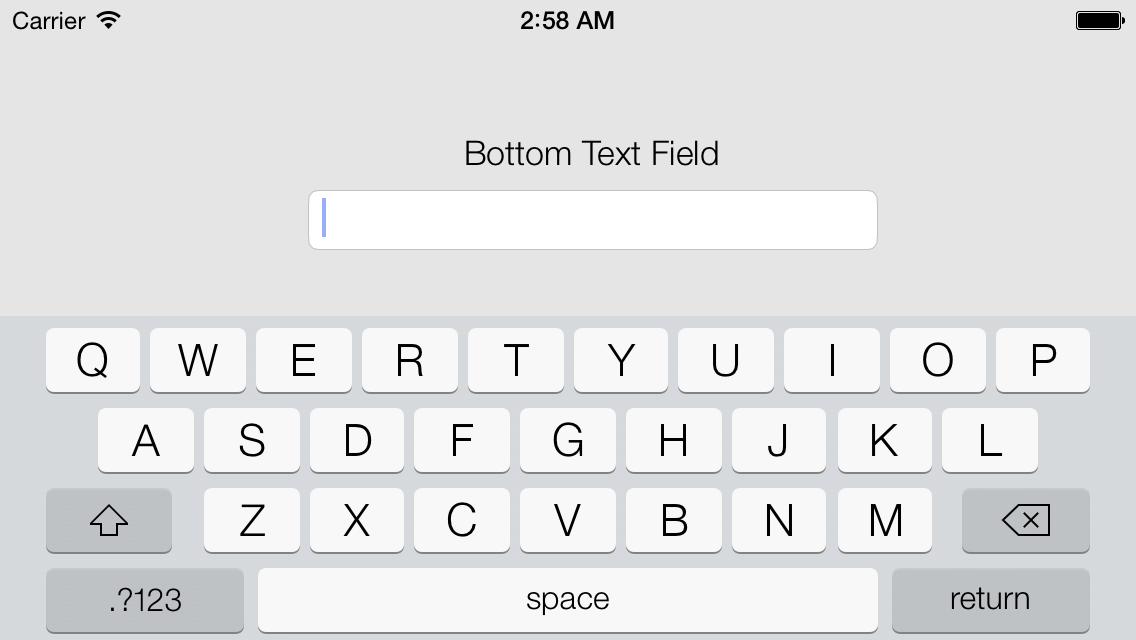 Carrier 2:58 AM
Bottom Text Field
Q W E R T Y U I O P
A S D F G H J K L
Z X C V B N M
.?123 space return